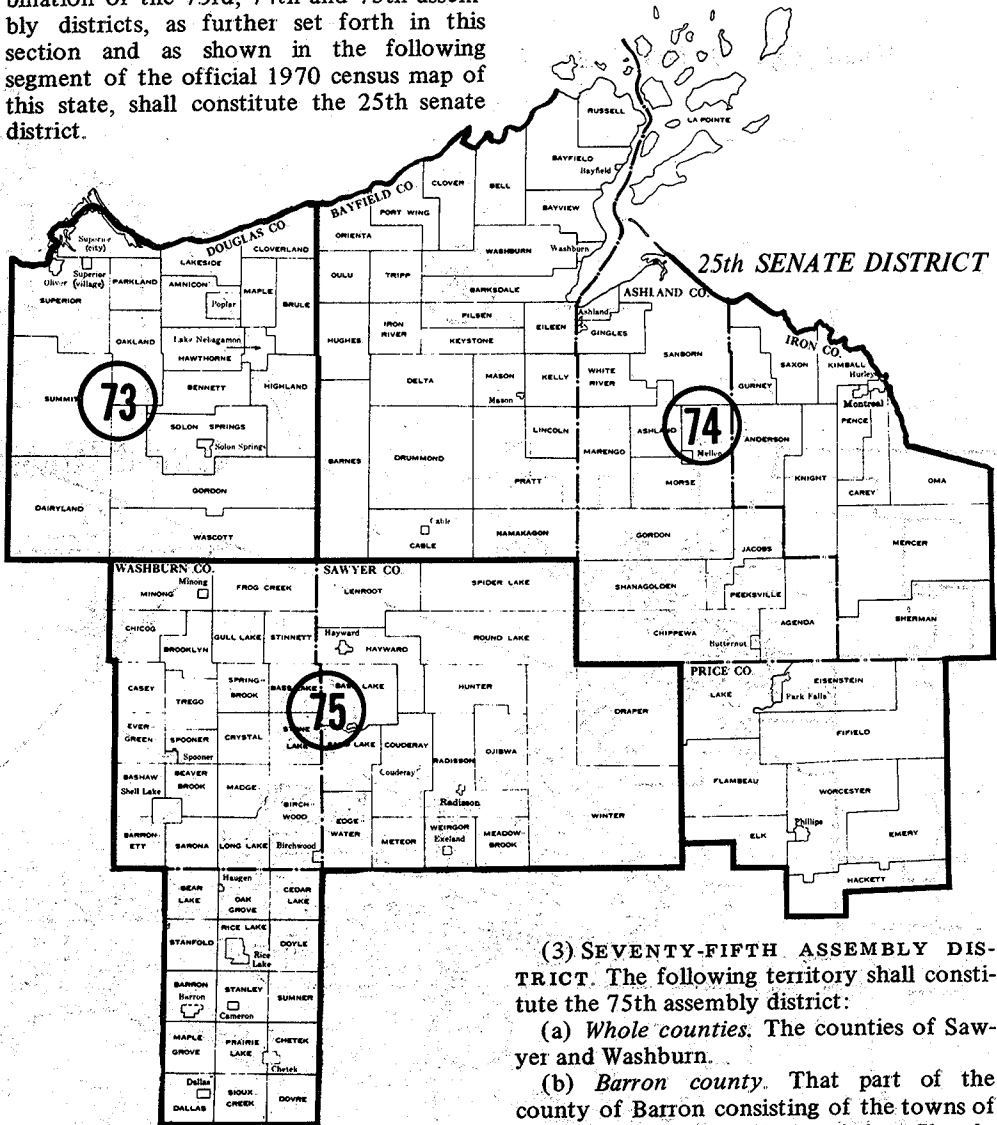 bly districts, as further set forth in this
section and as shown in the following
segment of the official 1970 census map of
this state, shall constitute the 25th senate
district.
RUSSELL
LA POINTE
BAYFIELD
Bayfield
BAYFIELD CO.
CLOVER
BELL
PORT WING
BAYVIEW
ORIENTA
DOUGLAS CO.
CLOVERLAND
WASHBURN
Washburn
Superior
(city)
LAKESIDE
25th SENATE DISTRICT
Oliver
Superior
(village)
PARKLAND
AMNICON
MAPLE
BRULE
OULU
TRIPP
BARKSDALE
ASHLAND CO.
SUPERIOR
Poplar
PILSEN
Ashland
GINGLES
IRON CO.
OAKLAND
Lake Nebagamon
HUGHES
IRON
RIVER
KEYSTONE
EILEEN
SANBORN
SAXON
KIMBALL
Hurley
HAWTHORNE
SUMMIT
73
BENNETT
HIGHLAND
DELTA
MASON
Mason
KELLY
WHITE
RIVER
GURNEY
Montreal
PENCE
SOLON SPRINGS
Solon Springs
BARNES
DRUMMOND
LINCOLN
MARENGO
ASHLAND
74
Mellen
ANDERSON
KNIGHT
CAREY
OMA
PRATT
MORSE
GORDON
DAIRYLAND
WASCOTT
Cable
CABLE
NAMAKAGON
GORDON
JACOBS
MERCER
WASHBURN CO.
SAWYER CO.
MINONG
Minong
FROG CREEK
LENROOT
SPIDER LAKE
SHANAGOLDEN
PEEKSVILLE
CHICOG
BROOKLYN
GULL LAKE
STINNETT
Hayward
HAYWARD
ROUND LAKE
CHIPPEWA
Butternut
AGENDA
SHERMAN
PRICE CO.
CASEY
TREGO
SPRING-
BROOK
BASS LAKE
BASS LAKE
HUNTER
LAKE
Park Falls
EISENSTEIN
75
DRAPER
EVER-
GREEN
SPOONER
Spooner
CRYSTAL
STONE
LAKE
SAND LAKE
COUDERAY
Couderay
RADISSON
Radisson
OJIBWA
FIFIELD
BASHAW
Shell Lake
BEAVER
BROOK
MADGE
FLAMBEAU
WORCESTER
BIRCH-
WOOD
Birchwood
EDGE-
WATER
METEOR
WEIRGOR
Exeland
MEADOW-
BROOK
WINTER
Phillips
ELK
EMERY
BARRON-
ETT
SARONA
LONG LAKE
HACKETT
BEAR
LAKE
Haugen
OAK
GROVE
CEDAR
LAKE
STANFOLD
RICE LAKE
Rice
Lake
DOYLE
BARRON
Barron
STANLEY
Cameron
SUMNER
MAPLE
GROVE
PRAIRIE
LAKE
CHETEK
Chetek
Dallas
DALLAS
SIOUX
CREEK
DOVRE
(3) SEVENTY-FIFTH ASSEMBLY DIS-
TRICT. The following territory shall consti-
tute the 75th assembly district:
(a) Whole counties. The counties of Saw-
yer and Washburn.
(b) Barron county. That part of the
county of Barron consisting of the towns of